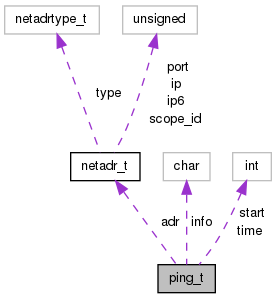 netadrtype_t
unsigned
type
port
ip
ip6
scope_id
netadr_t
char
int
adr
info
start
time
ping_t